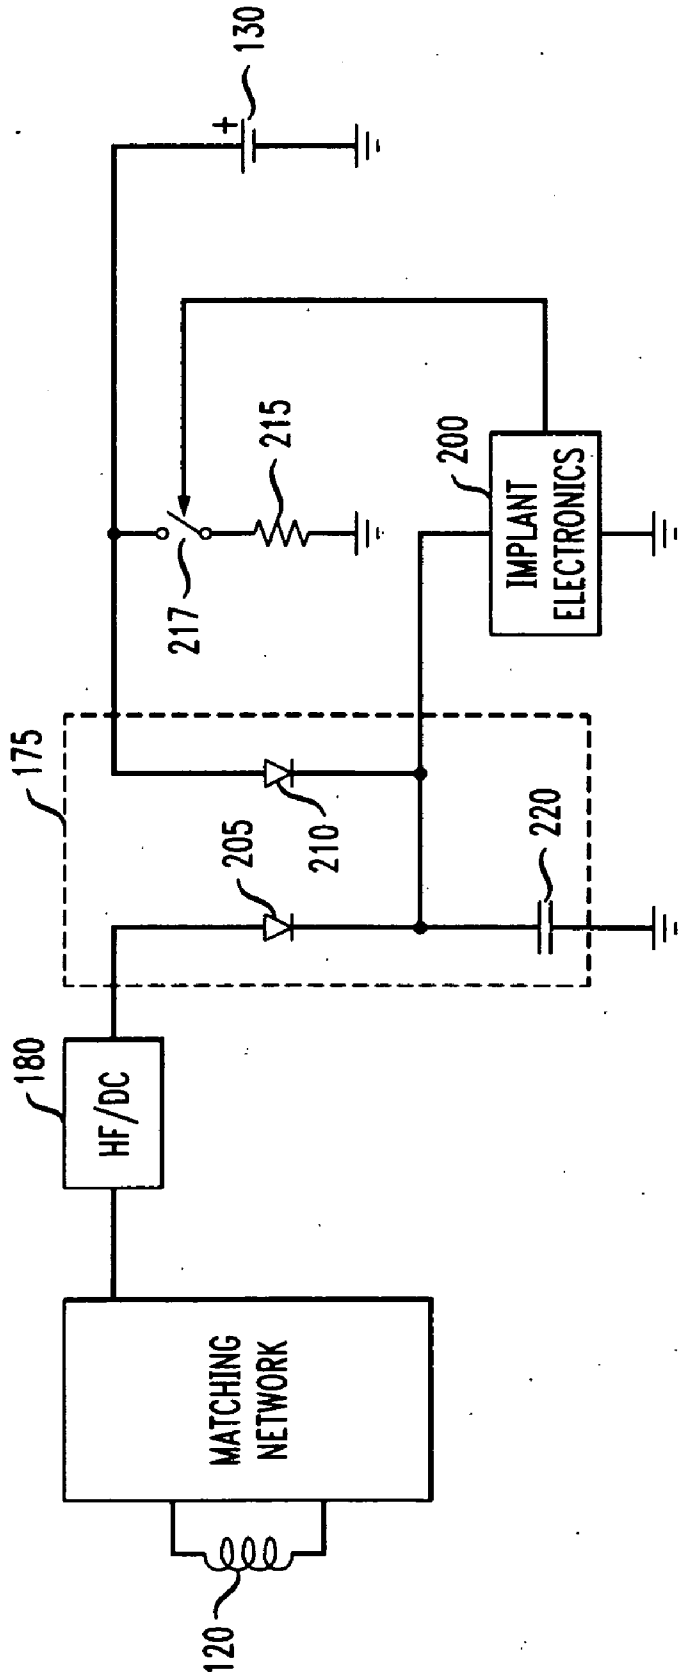 120
MATCHING
NETWORK
180
HF/DC
175
205
210
220
217
215
200
IMPLANT
ELECTRONICS
+
130